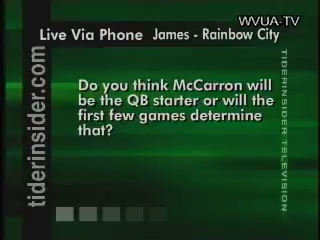 WVUA-TV
Live Via Phone James - Rainbow City
Do you think McCarron will
be the QB starter or will the
first few games determine
that?
tiderinsider.com
TIDERINSIDER TELEVISION